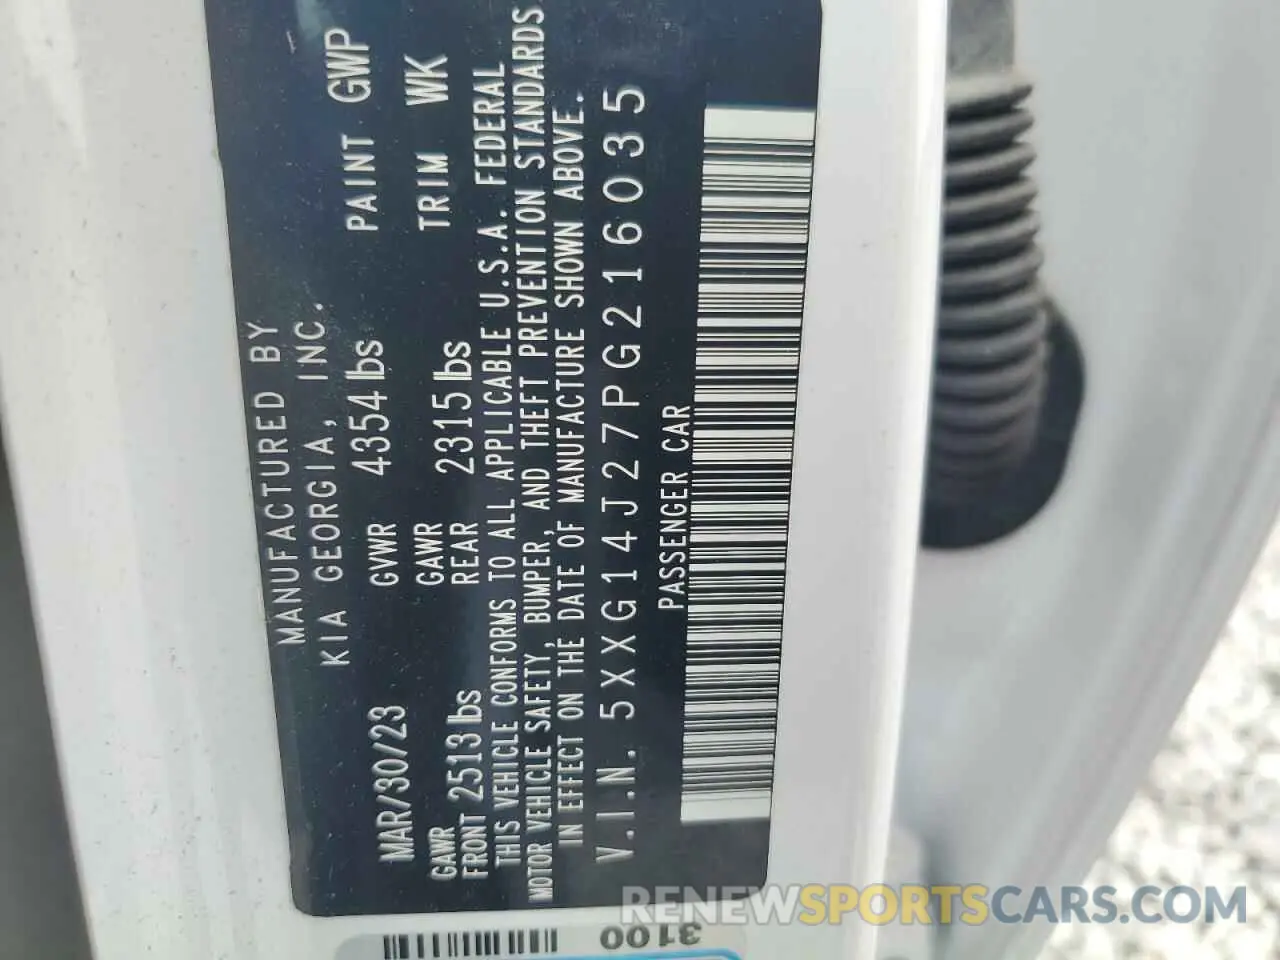 MANUFACTURED BY
KIA GEORGIA, INC.
MAR/30/23 GVWR 4354 lbs PAINT GWP
GAWR FRONT 2513 lbs GAWR REAR 2315 lbs TRIM WK
THIS VEHICLE CONFORMS TO ALL APPLICABLE U.S.A. FEDERAL
MOTOR VEHICLE SAFETY, BUMPER, AND THEFT PREVENTION STANDARDS
IN EFFECT ON THE DATE OF MANUFACTURE SHOWN ABOVE.
V.I.N. 5XXG14J27PG216035
PASSENGER CAR
3100
RENEWSPORTSCARS.COM